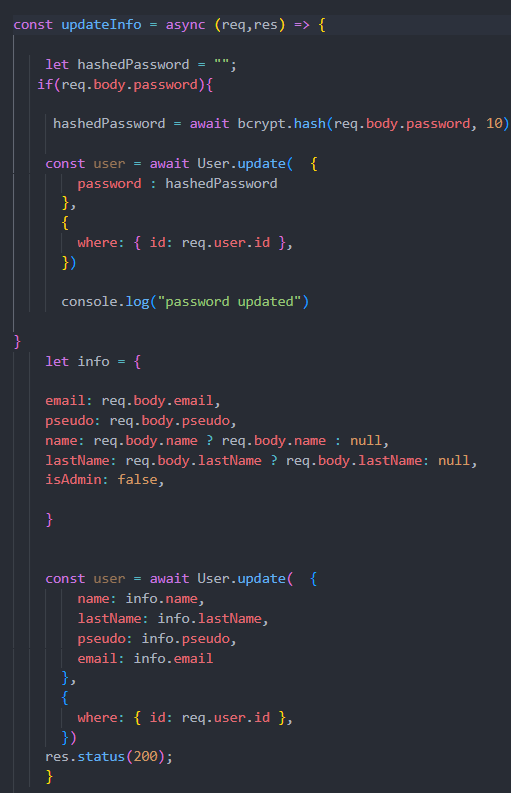 const updateInfo = async (req,res) => {
let hashedPassword = "";
if(req.body.password){
hashedPassword = await bcrypt.hash(req.body.password, 10)
const user = await User.update(  {
password : hashedPassword
},
{
where: { id: req.user.id },
})
console.log("password updated")
}
let info = {
email: req.body.email,
pseudo: req.body.pseudo,
name: req.body.name ? req.body.name : null,
lastName: req.body.lastName ? req.body.lastName: null,
isAdmin: false,
}
const user = await User.update(  {
name: info.name,
lastName: info.lastName,
pseudo: info.pseudo,
email: info.email
},
{
where: { id: req.user.id },
})
res.status(200);
}